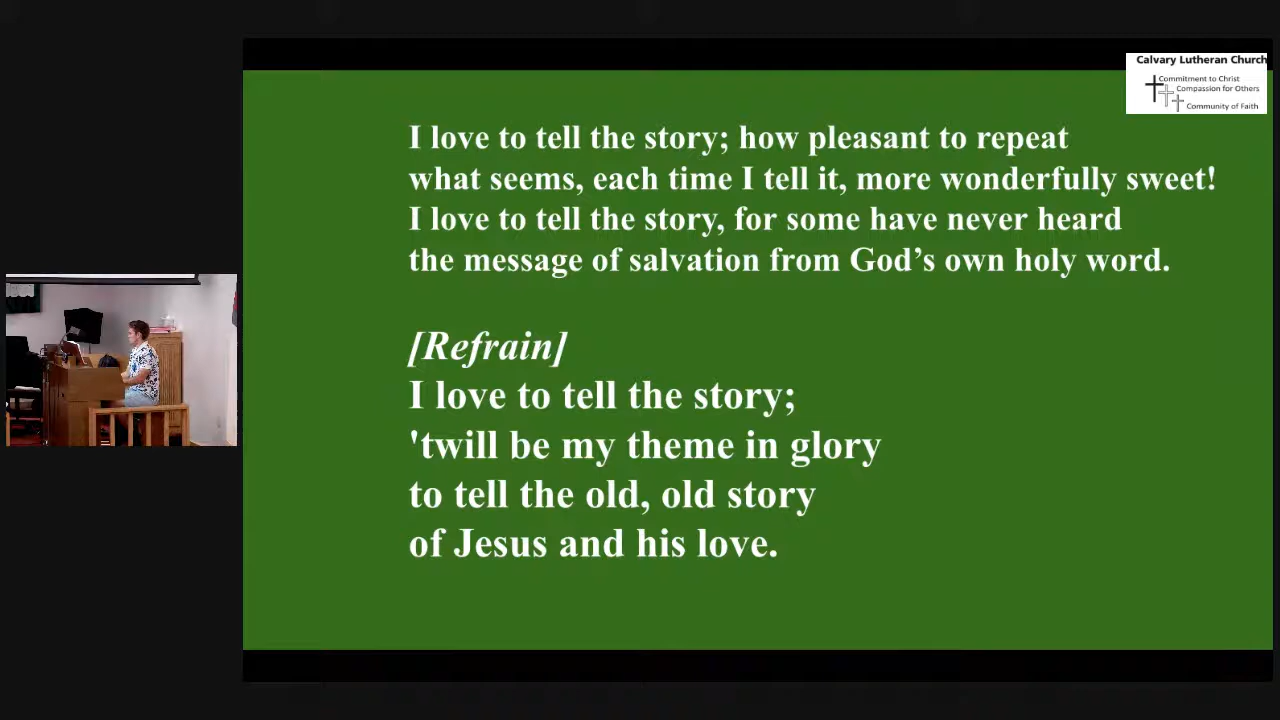 Calvary Lutheran Church
Commitment to Christ
Compassion for Others
Community of Faith
I love to tell the story; how pleasant to repeat
what seems, each time I tell it, more wonderfully sweet!
I love to tell the story, for some have never heard
the message of salvation from God’s own holy word.
[Refrain]
I love to tell the story;
'twill be my theme in glory
to tell the old, old story
of Jesus and his love.